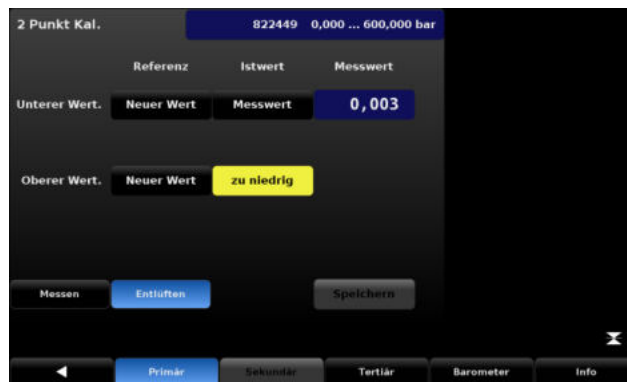 2 Punkt Kal. 822449 0,000 ... 600,000 bar
Referenz Istwert Messwert
Unterer Wert. Neuer Wert Messwert 0,003
Oberer Wert. Neuer Wert zu niedrig
Messen Entlüften Speichern
Primär Sekundär Tertiär Barometer Info